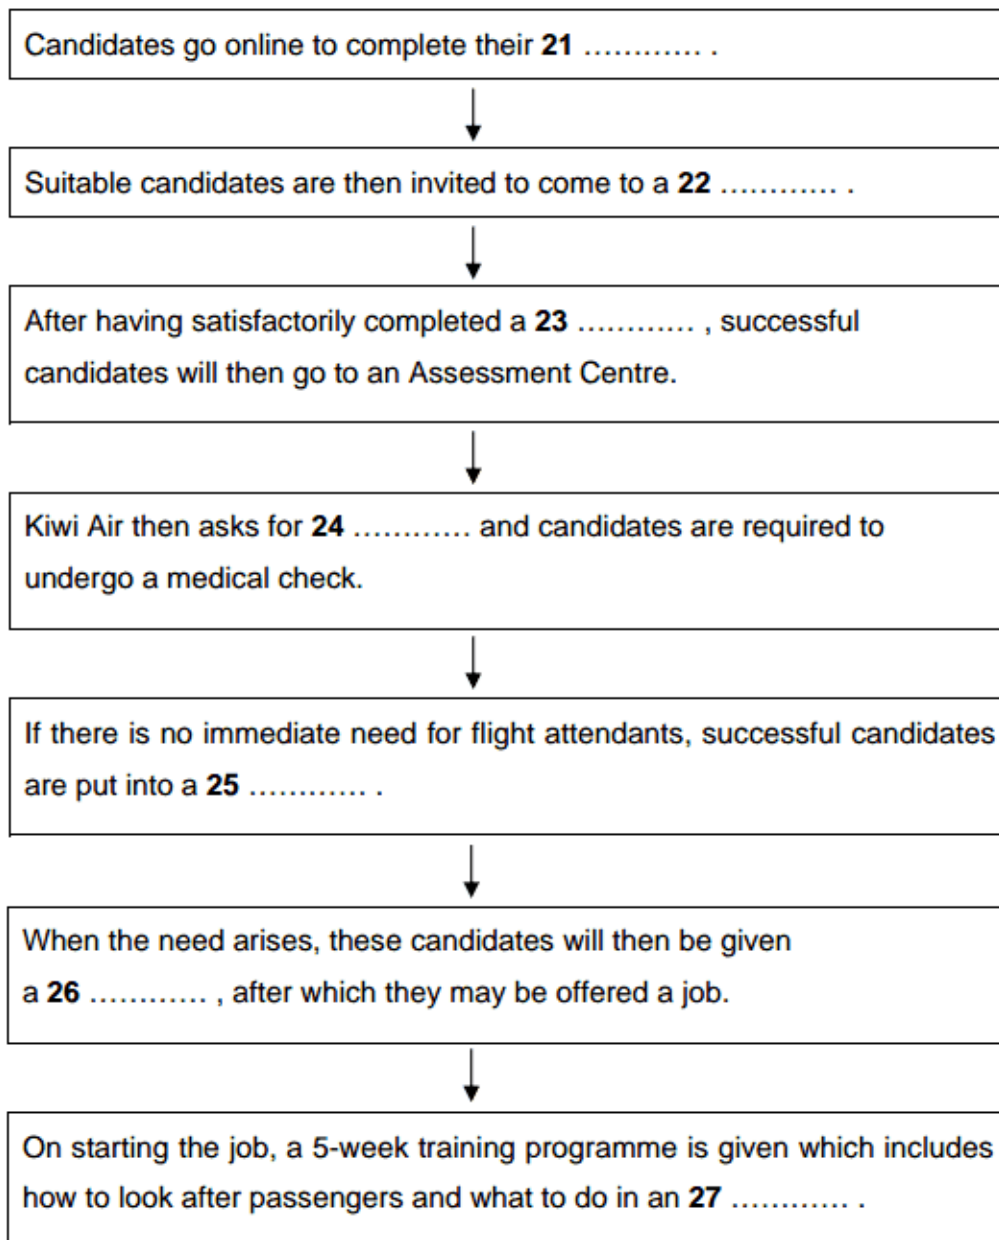 Candidates go online to complete their 21 ………… .
Suitable candidates are then invited to come to a 22 ………… .
After having satisfactorily completed a 23 ………… , successful
candidates will then go to an Assessment Centre.
Kiwi Air then asks for 24 ………… and candidates are required to
undergo a medical check.
If there is no immediate need for flight attendants, successful candidates
are put into a 25 ………… .
When the need arises, these candidates will then be given
a 26 ………… , after which they may be offered a job.
On starting the job, a 5-week training programme is given which includes
how to look after passengers and what to do in an 27 ………… .